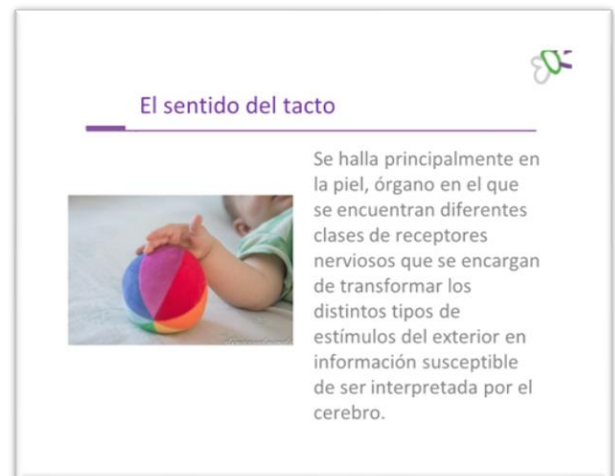 El sentido del tacto
Se halla principalmente en
la piel, órgano en el que
se encuentran diferentes
clases de receptores
nerviosos que se encargan
de transformar los
distintos tipos de
estímulos del exterior en
información susceptible
de ser interpretada por el
cerebro.